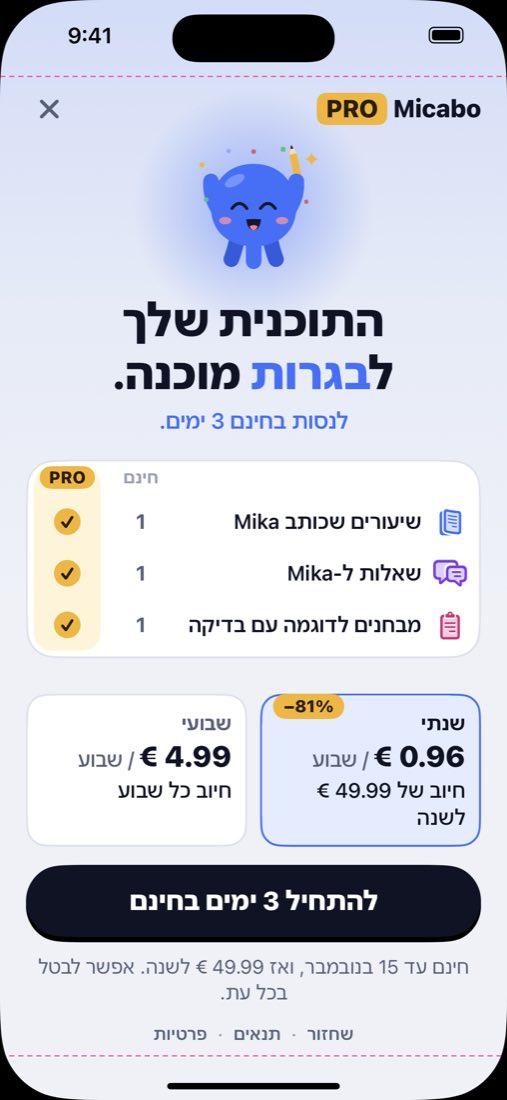 9:41
Micabo PRO
התוכנית שלך
לבגרות מוכנה.
לנסות בחינם 3 ימים.
חינם PRO
שיעורים שכותב Mika 1
שאלות ל-Mika 1
מבחנים לדוגמה עם בדיקה 1
−81%
שנתי
0.96 € / שבוע
חיוב של 49.99 €
לשנה
שבועי
4.99 € / שבוע
חיוב כל שבוע
להתחיל 3 ימים בחינם
חינם עד 15 בנובמבר, ואז 49.99 € לשנה. אפשר לבטל
בכל עת.
שחזור · תנאים · פרטיות